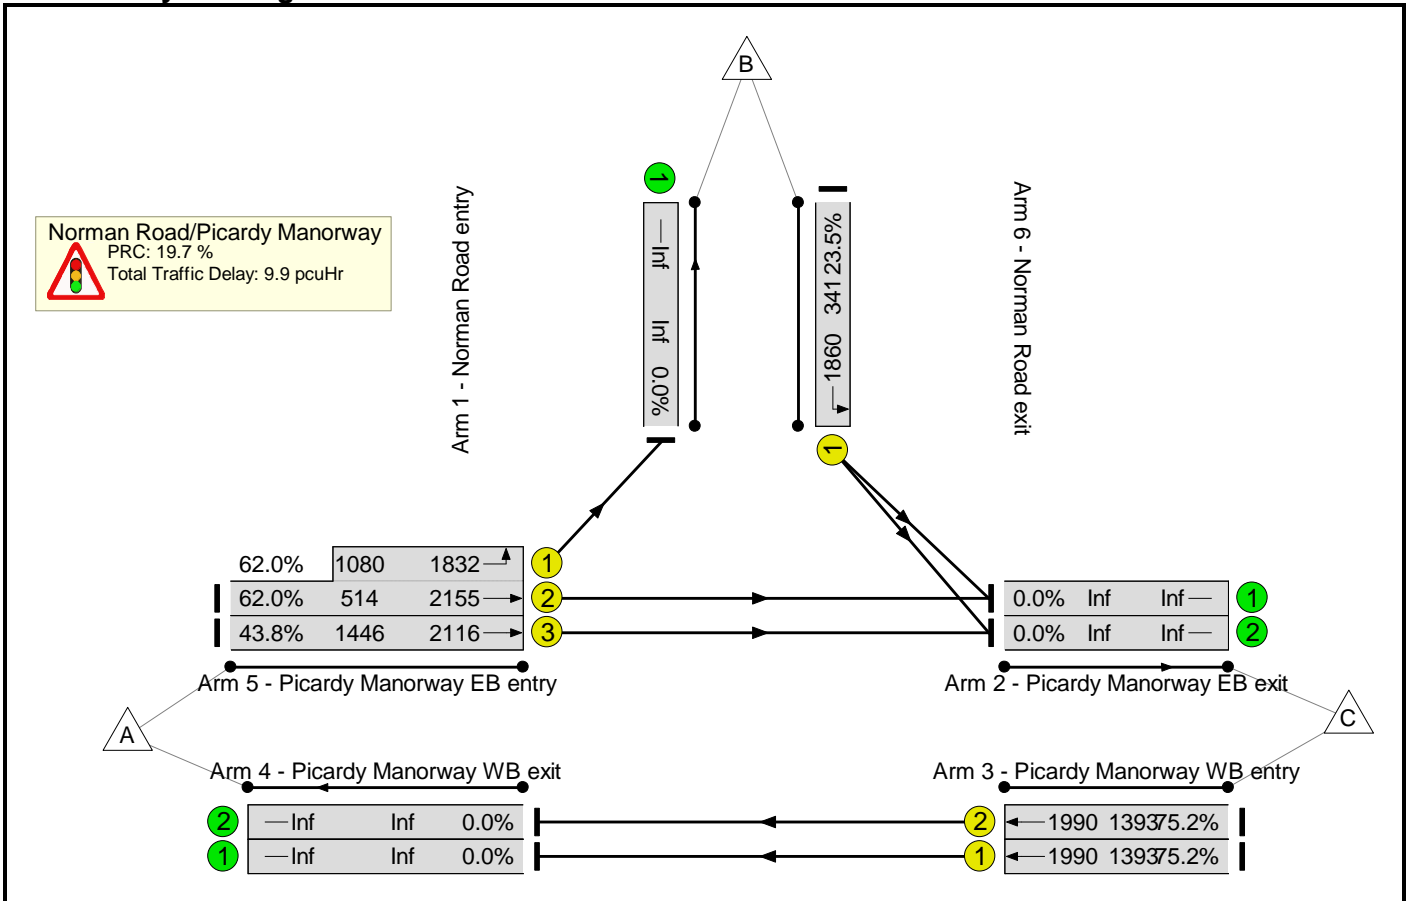 B
Norman Road/Picardy Manorway
PRC: 19.7 %
Total Traffic Delay: 9.9 pcuHr
Arm 1 - Norman Road entry
1
Inf Inf 0.0%
1860 341 23.5%
1
Arm 6 - Norman Road exit
62.0% 1080 1832 1
62.0% 514 2155 2
43.8% 1446 2116 3
0.0% Inf Inf 1
0.0% Inf Inf 2
Arm 5 - Picardy Manorway EB entry
Arm 2 - Picardy Manorway EB exit
A
C
Arm 4 - Picardy Manorway WB exit
Arm 3 - Picardy Manorway WB entry
2 Inf Inf 0.0%
2 1990 1393 75.2%
1 Inf Inf 0.0%
1 1990 1393 75.2%